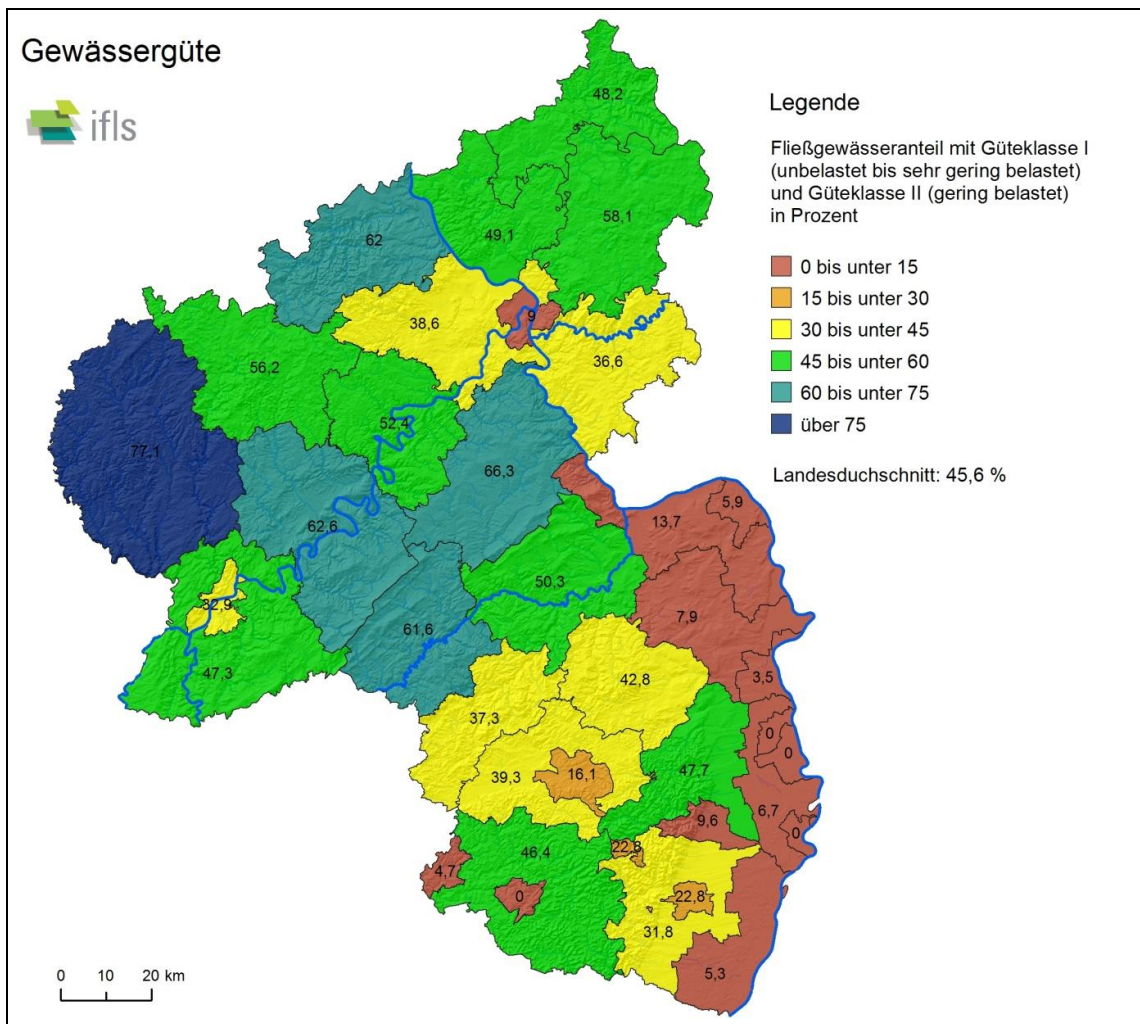 Gewässergüte
ifls
Legende
Fließgewässeranteil mit Güteklasse I
(unbelastet bis sehr gering belastet)
und Güteklasse II (gering belastet)
in Prozent
0 bis unter 15
15 bis unter 30
30 bis unter 45
45 bis unter 60
60 bis unter 75
über 75
Landesduchschnitt: 45,6 %
48,2
58,1
49,1
62
9
38,6
36,6
56,2
52,4
77,1
66,3
5,9
13,7
62,6
50,3
32,9
7,9
61,6
47,3
42,8
3,5
37,3
0
0
47,7
39,3
16,1
6,7
9,6
0
46,4
22,8
4,7
0
22,8
31,8
5,3
0 10 20 km